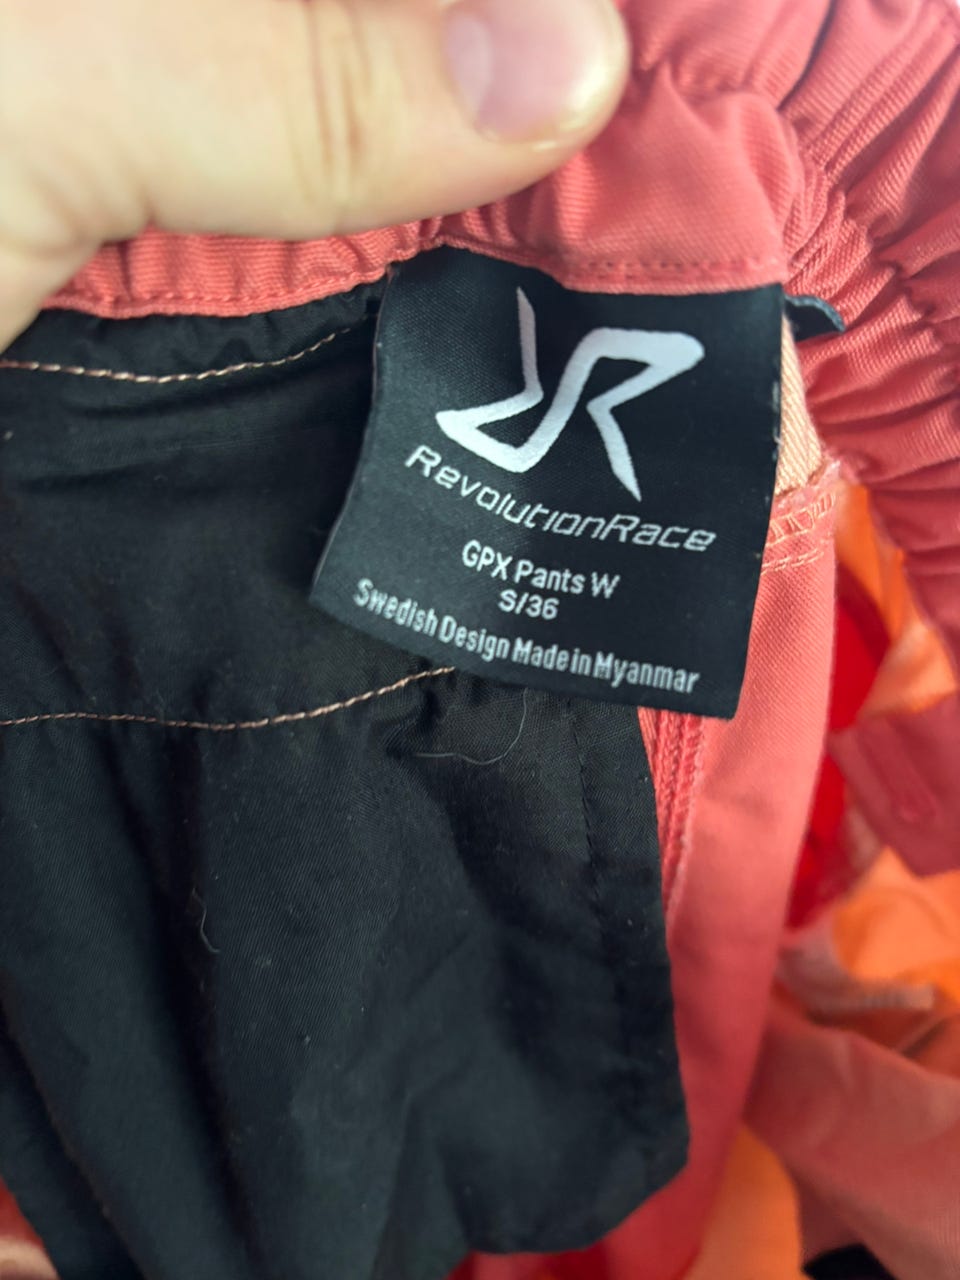 RevolutionRace
GPX Pants W
S/36
Swedish Design Made in Myanmar